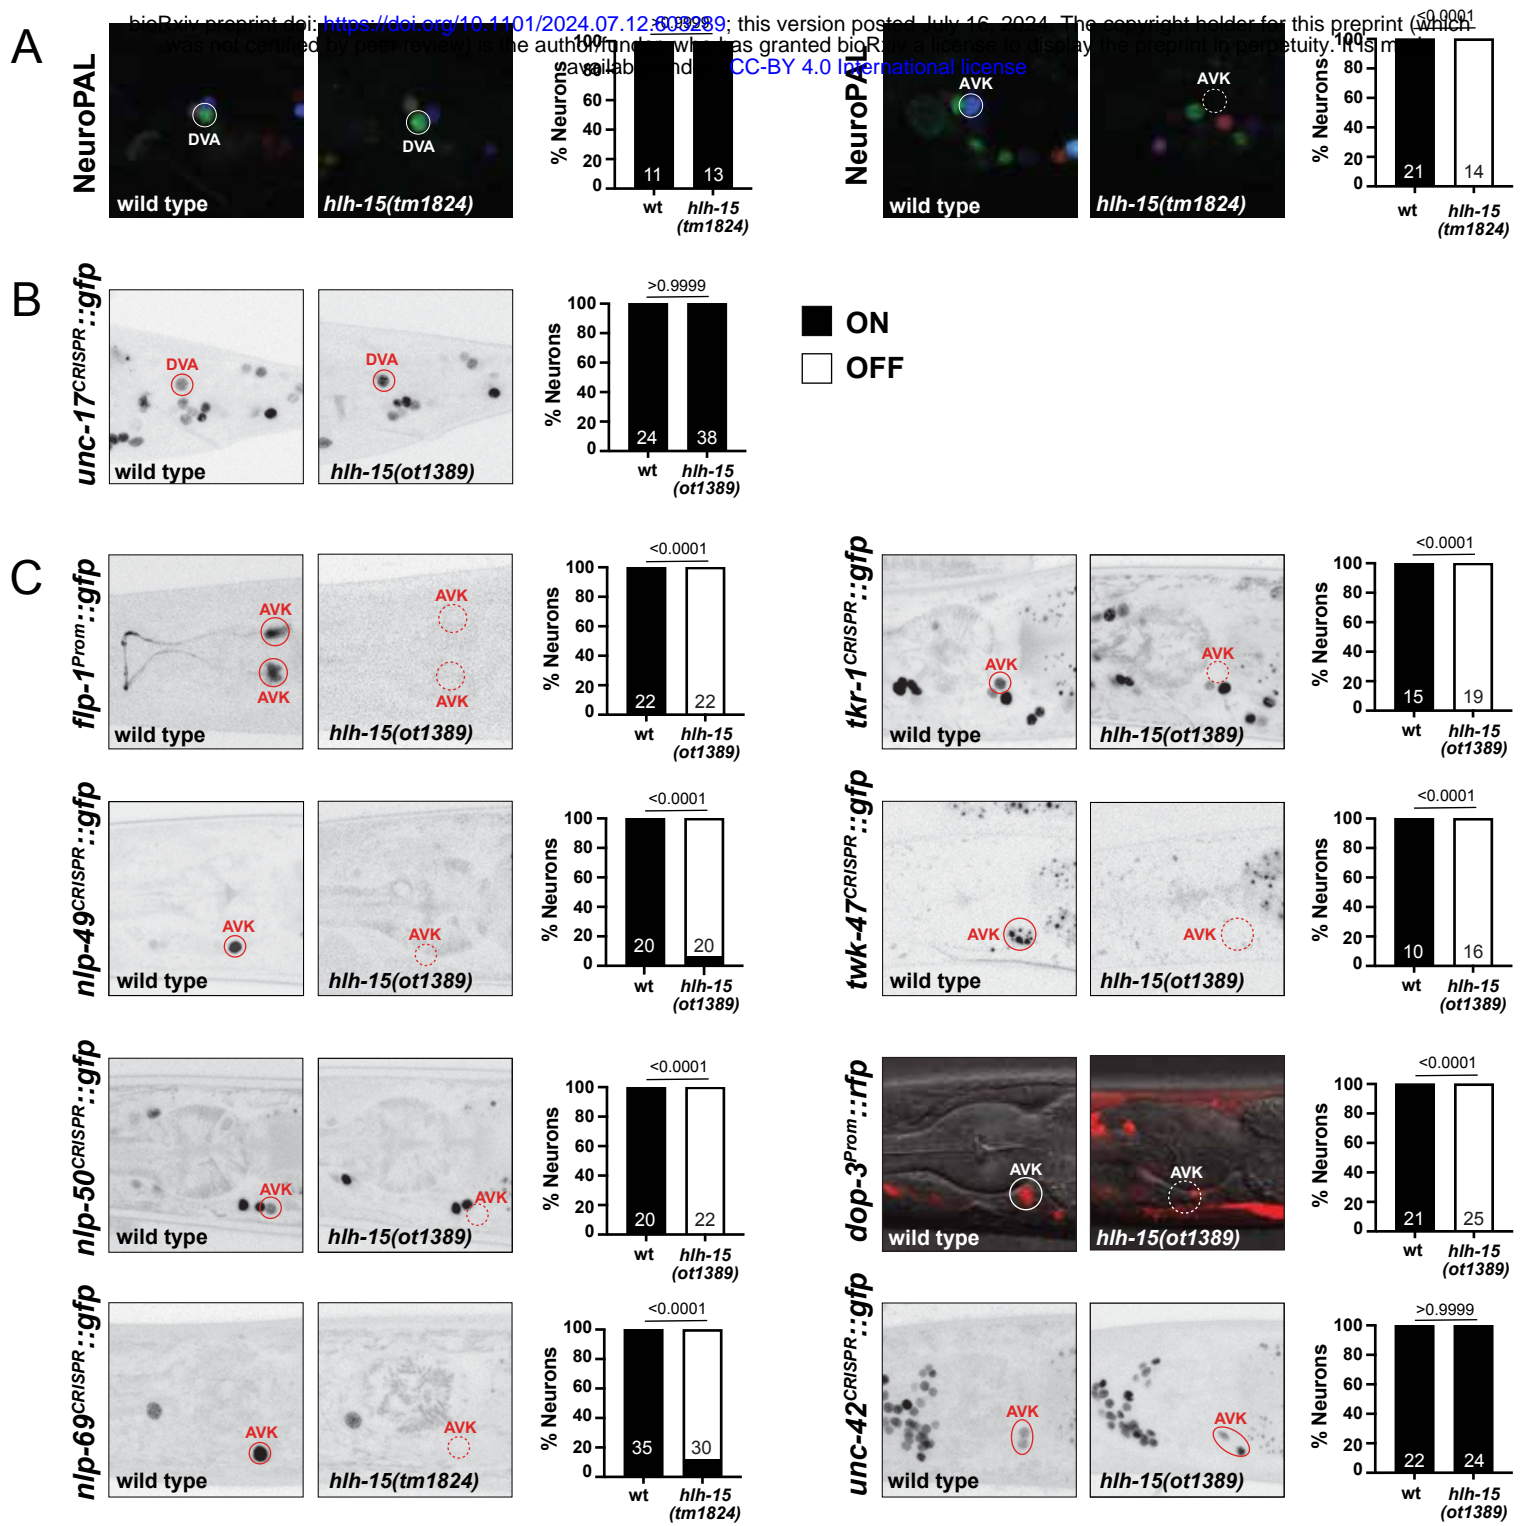 bioRxiv preprint doi: https://doi.org/10.1101/2024.07.12.603289; this version posted July 16, 2024. The copyright holder for this preprint (which
was not certified by peer review) is the author/funder, who has granted bioRxiv a license to display the preprint in perpetuity. It is made
available under a CC-BY 4.0 International license
A
NeuroPAL
DVA
wild type
DVA
hlh-15(tm1824)
>0.9999
% Neurons
100
80
60
40
20
0
11
13
wt
hlh-15
(tm1824)
NeuroPAL
AVK
wild type
AVK
hlh-15(tm1824)
<0.0001
% Neurons
100
80
60
40
20
0
21
14
wt
hlh-15
(tm1824)
B
unc-17CRISPR::gfp
DVA
wild type
DVA
hlh-15(ot1389)
>0.9999
% Neurons
100
80
60
40
20
0
24
38
wt
hlh-15
(ot1389)
ON
OFF
C
flp-1Prom::gfp
AVK
AVK
wild type
AVK
AVK
hlh-15(ot1389)
<0.0001
% Neurons
100
80
60
40
20
0
22
22
wt
hlh-15
(ot1389)
tkr-1CRISPR::gfp
AVK
wild type
AVK
hlh-15(ot1389)
<0.0001
% Neurons
100
80
60
40
20
0
15
19
wt
hlh-15
(ot1389)
nlp-49CRISPR::gfp
AVK
wild type
AVK
hlh-15(ot1389)
<0.0001
% Neurons
100
80
60
40
20
0
20
20
wt
hlh-15
(ot1389)
twk-47CRISPR::gfp
AVK
wild type
AVK
hlh-15(ot1389)
<0.0001
% Neurons
100
80
60
40
20
0
10
16
wt
hlh-15
(ot1389)
nlp-50CRISPR::gfp
AVK
wild type
AVK
hlh-15(ot1389)
<0.0001
% Neurons
100
80
60
40
20
0
20
22
wt
hlh-15
(ot1389)
dop-3Prom::rfp
AVK
wild type
AVK
hlh-15(ot1389)
<0.0001
% Neurons
100
80
60
40
20
0
21
25
wt
hlh-15
(ot1389)
nlp-69CRISPR::gfp
AVK
wild type
AVK
hlh-15(tm1824)
<0.0001
% Neurons
100
80
60
40
20
0
35
30
wt
hlh-15
(tm1824)
unc-42CRISPR::gfp
AVK
wild type
AVK
hlh-15(ot1389)
>0.9999
% Neurons
100
80
60
40
20
0
22
24
wt
hlh-15
(ot1389)